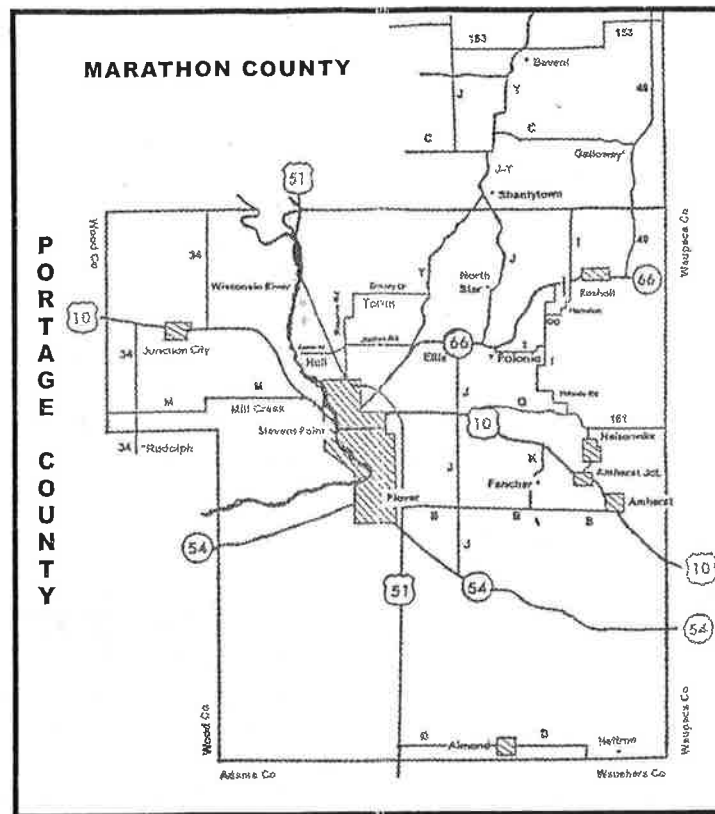 153
153
MARATHON COUNTY
Bevent
J
Y
49
C
C
Galloway
51
J-Y
Shantytown
Wood Co
Waupaca Co
PORTAGE COUNTY
34
I
49
Wisconsin River
Y
North
Star
J
Rosholt
66
10
Torun
66
Junction City
Hull
Ellis
I
Polonia
I
34
M
M
Mill Creek
J
10
161
Stevens Point
Nelsonville
34
Rudolph
K
Amherst Jct.
J
Fancher
Amherst
Plover
B
B
B
54
J
10
51
54
54
Wood Co
Waupaca Co
D
Almond
D
Adams Co
Waushara Co